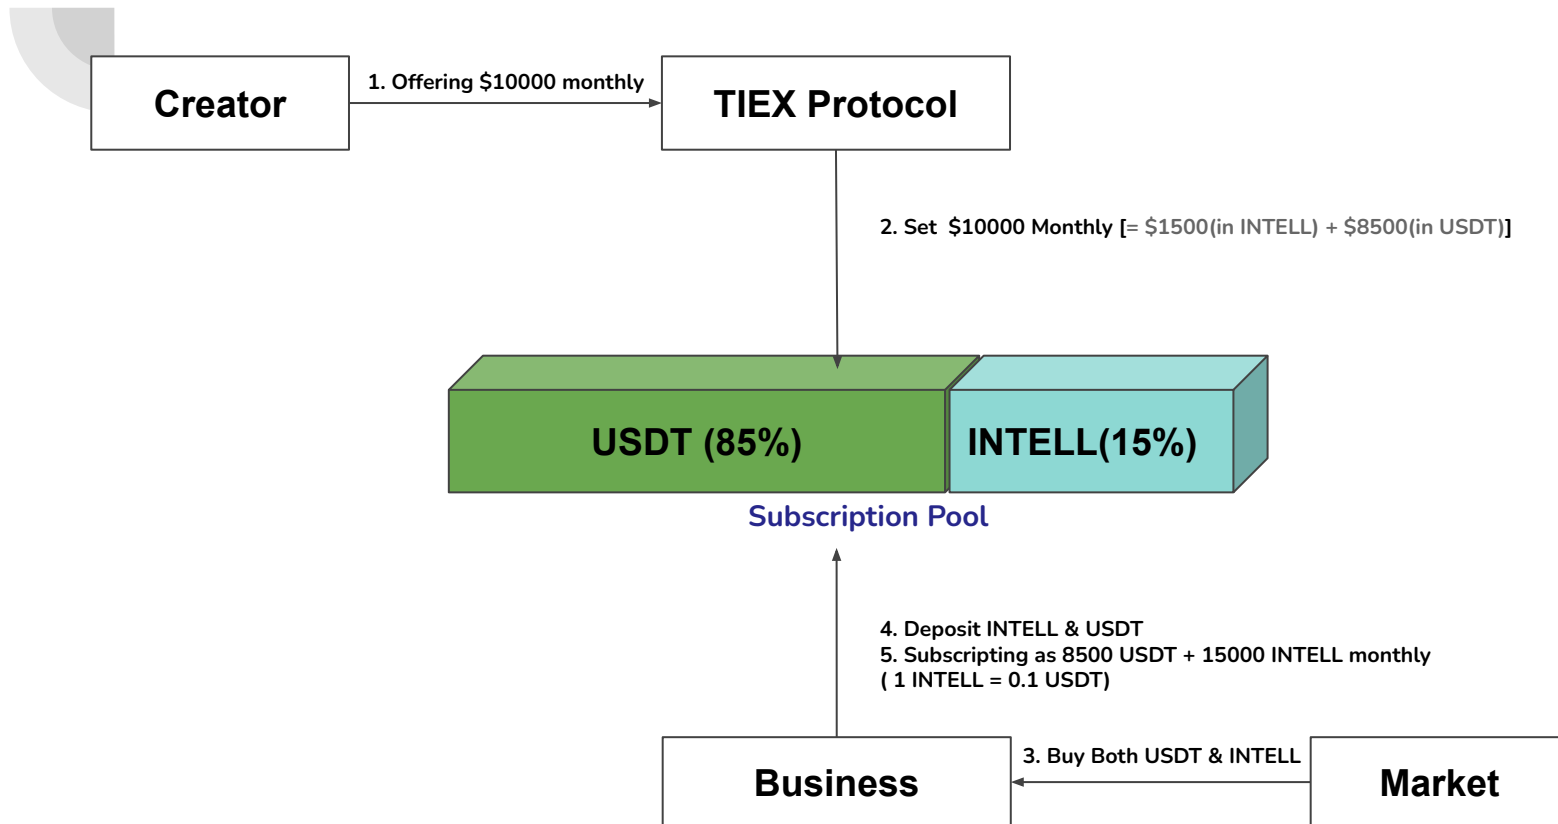 1. Offering $10000 monthly
Creator
TIEX Protocol
2. Set  $10000 Monthly [= $1500(in INTELL) + $8500(in USDT)]
USDT (85%)
INTELL(15%)
Subscription Pool
4. Deposit INTELL & USDT
5. Subscripting as 8500 USDT + 15000 INTELL monthly
( 1 INTELL = 0.1 USDT)
3. Buy Both USDT & INTELL
Business
Market